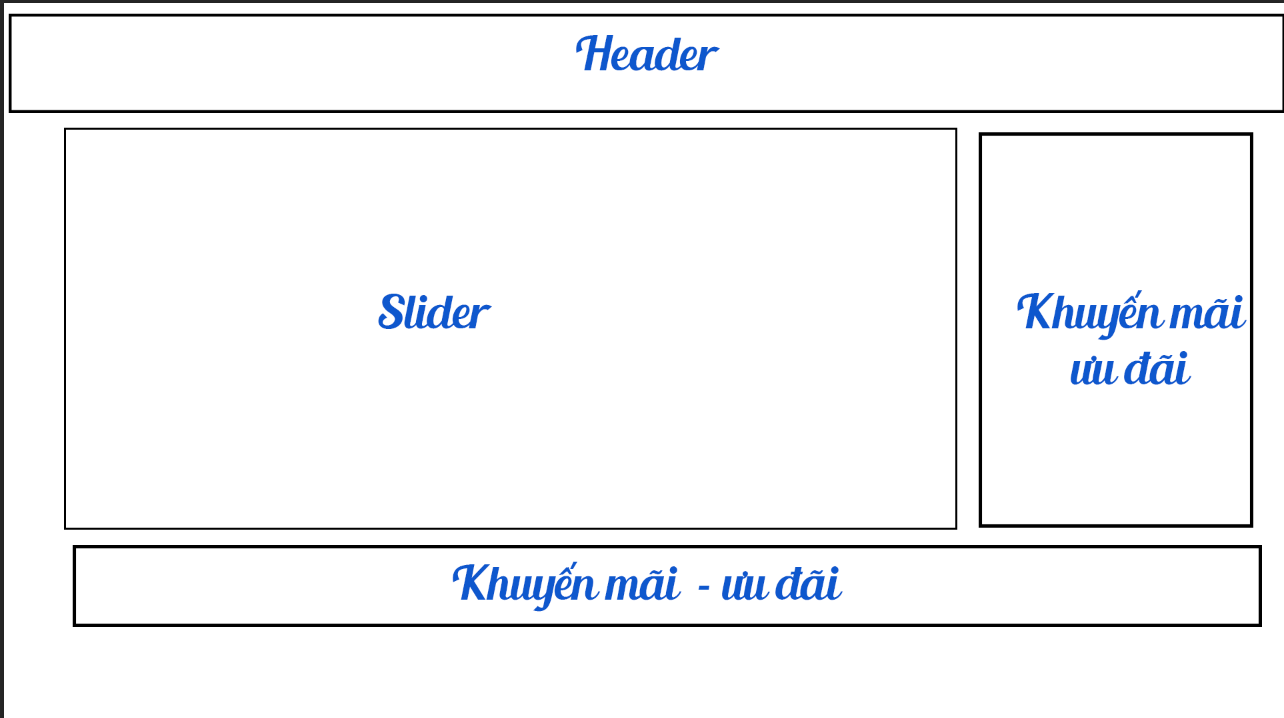 Header
Slider
Khuyến mãi
ưu đãi
Khuyến mãi - ưu đãi